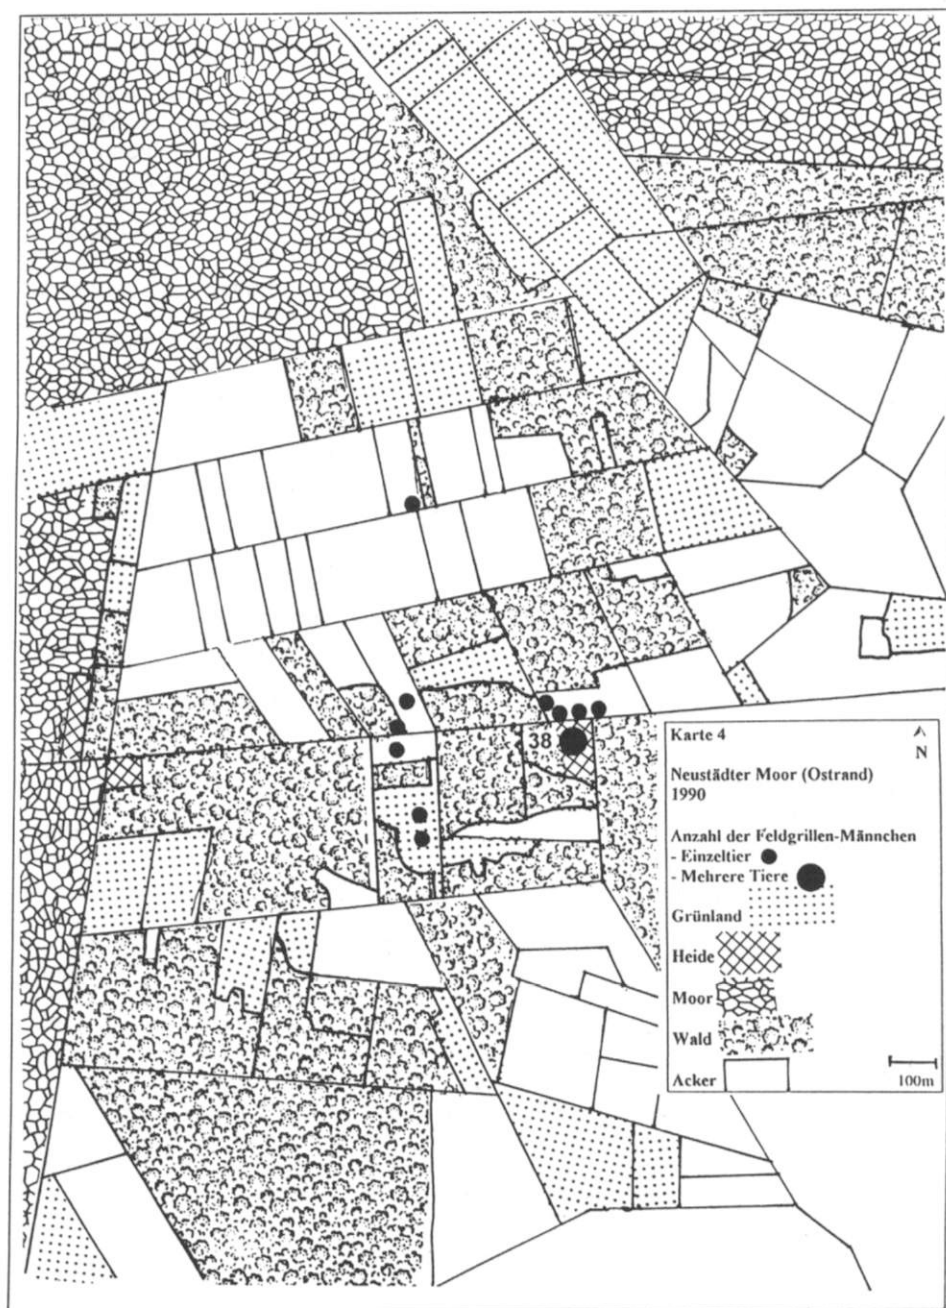 38
Karte 4
N
Neustädter Moor (Ostrand)
1990
Anzahl der Feldgrillen-Männchen
- Einzeltier
- Mehrere Tiere
Grünland
Heide
Moor
Wald
Acker
100m